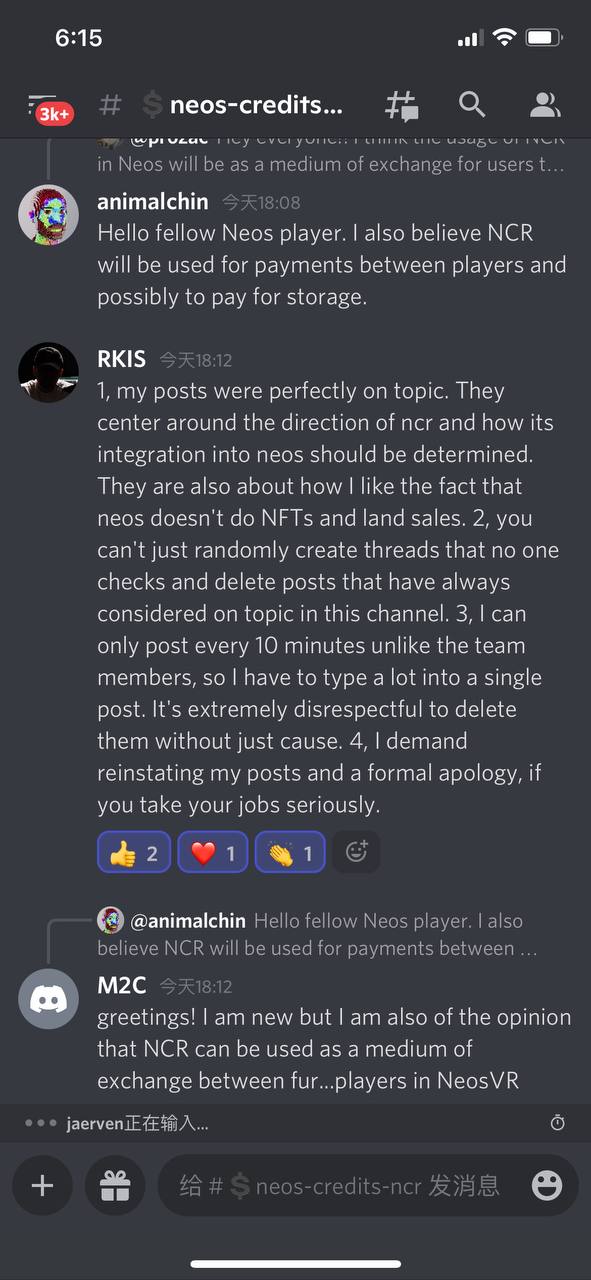 6:15
3k+
# neos-credits...
@prozac Hey everyone!! I think the usage of NCR
in Neos will be as a medium of exchange for users t...
animalchin 今天18:08
Hello fellow Neos player. I also believe NCR
will be used for payments between players and
possibly to pay for storage.
RKIS 今天18:12
1, my posts were perfectly on topic. They
center around the direction of ncr and how its
integration into neos should be determined.
They are also about how I like the fact that
neos doesn't do NFTs and land sales. 2, you
can't just randomly create threads that no one
checks and delete posts that have always
considered on topic in this channel. 3, I can
only post every 10 minutes unlike the team
members, so I have to type a lot into a single
post. It's extremely disrespectful to delete
them without just cause. 4, I demand
reinstating my posts and a formal apology, if
you take your jobs seriously.
👍 2 ❤️ 1 👏 1
@animalchin Hello fellow Neos player. I also
believe NCR will be used for payments between ...
M2C 今天18:12
greetings! I am new but I am also of the opinion
that NCR can be used as a medium of
exchange between fur...players in NeosVR
jaerven正在输入...
给 # 💲neos-credits-ncr 发消息